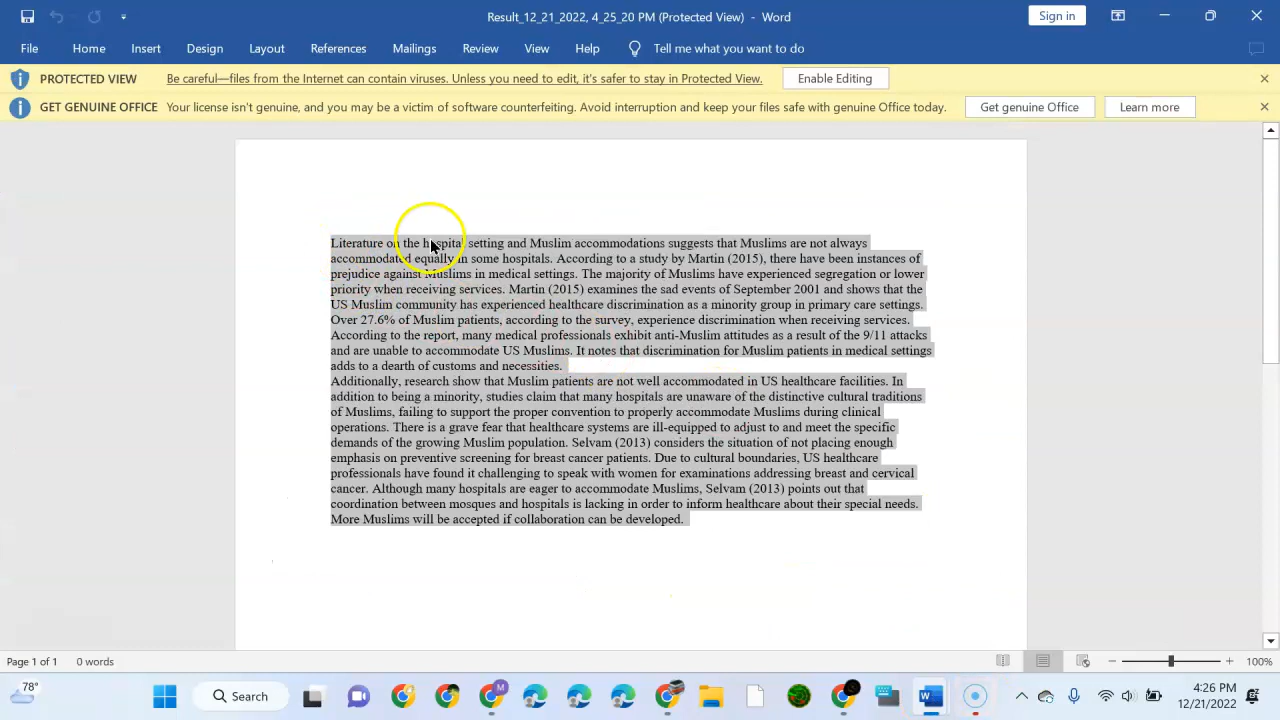 Result_12_21_2022, 4_25_20 PM (Protected View) - Word
Sign in
File Home Insert Design Layout References Mailings Review View Help Tell me what you want to do
PROTECTED VIEW Be careful—files from the Internet can contain viruses. Unless you need to edit, it's safer to stay in Protected View. Enable Editing
GET GENUINE OFFICE Your license isn't genuine, and you may be a victim of software counterfeiting. Avoid interruption and keep your files safe with genuine Office today. Get genuine Office Learn more
Literature on the hospital setting and Muslim accommodations suggests that Muslims are not always
accommodated equally in some hospitals. According to a study by Martin (2015), there have been instances of
prejudice against Muslims in medical settings. The majority of Muslims have experienced segregation or lower
priority when receiving services. Martin (2015) examines the sad events of September 2001 and shows that the
US Muslim community has experienced healthcare discrimination as a minority group in primary care settings.
Over 27.6% of Muslim patients, according to the survey, experience discrimination when receiving services.
According to the report, many medical professionals exhibit anti-Muslim attitudes as a result of the 9/11 attacks
and are unable to accommodate US Muslims. It notes that discrimination for Muslim patients in medical settings
adds to a dearth of customs and necessities.
Additionally, research show that Muslim patients are not well accommodated in US healthcare facilities. In
addition to being a minority, studies claim that many hospitals are unaware of the distinctive cultural traditions
of Muslims, failing to support the proper convention to properly accommodate Muslims during clinical
operations. There is a grave fear that healthcare systems are ill-equipped to adjust to and meet the specific
demands of the growing Muslim population. Selvam (2013) considers the situation of not placing enough
emphasis on preventive screening for breast cancer patients. Due to cultural boundaries, US healthcare
professionals have found it challenging to speak with women for examinations addressing breast and cervical
cancer. Although many hospitals are eager to accommodate Muslims, Selvam (2013) points out that
coordination between mosques and hospitals is lacking in order to inform healthcare about their special needs.
More Muslims will be accepted if collaboration can be developed.
Page 1 of 1 0 words 100%
78° Search 4:26 PM
12/21/2022